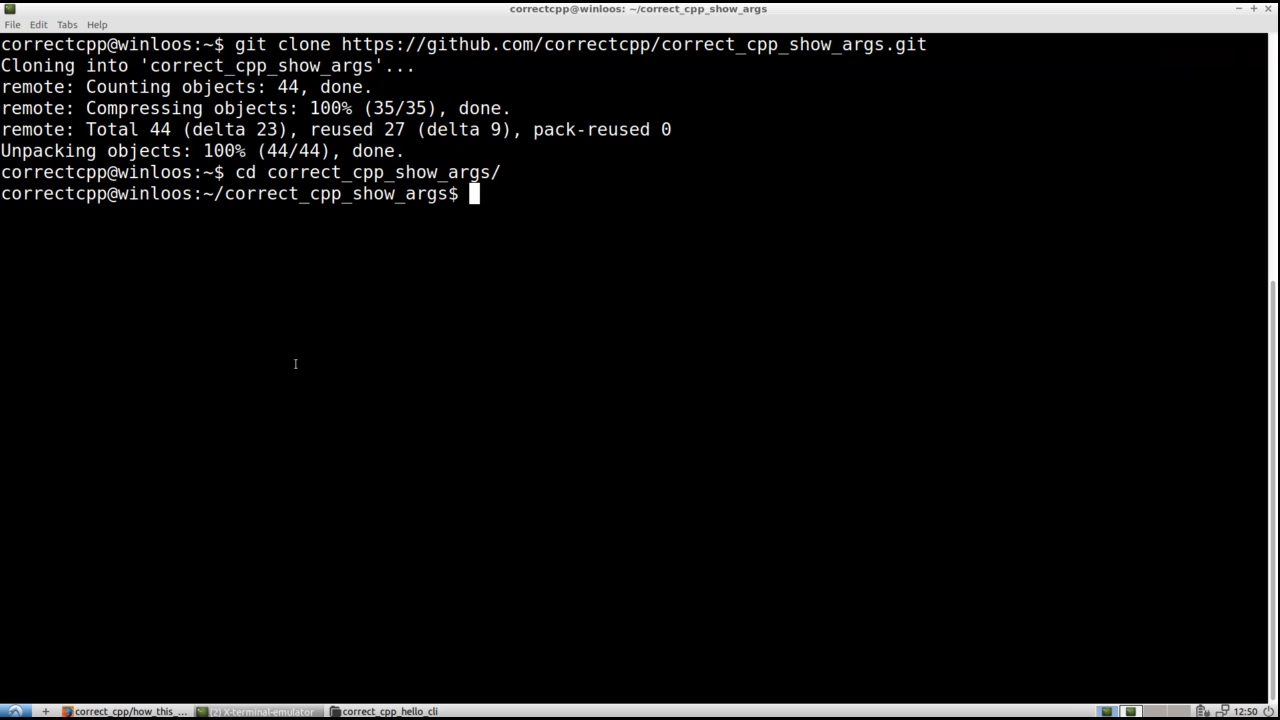 correctcpp@winloos: ~/correct_cpp_show_args
File Edit Tabs Help
correctcpp@winloos:~$ git clone https://github.com/correctcpp/correct_cpp_show_args.git
Cloning into 'correct_cpp_show_args'...
remote: Counting objects: 44, done.
remote: Compressing objects: 100% (35/35), done.
remote: Total 44 (delta 23), reused 27 (delta 9), pack-reused 0
Unpacking objects: 100% (44/44), done.
correctcpp@winloos:~$ cd correct_cpp_show_args/
correctcpp@winloos:~/correct_cpp_show_args$
correct_cpp/how_this_... (2) x-terminal-emulator correct_cpp_hello_cli 12:50